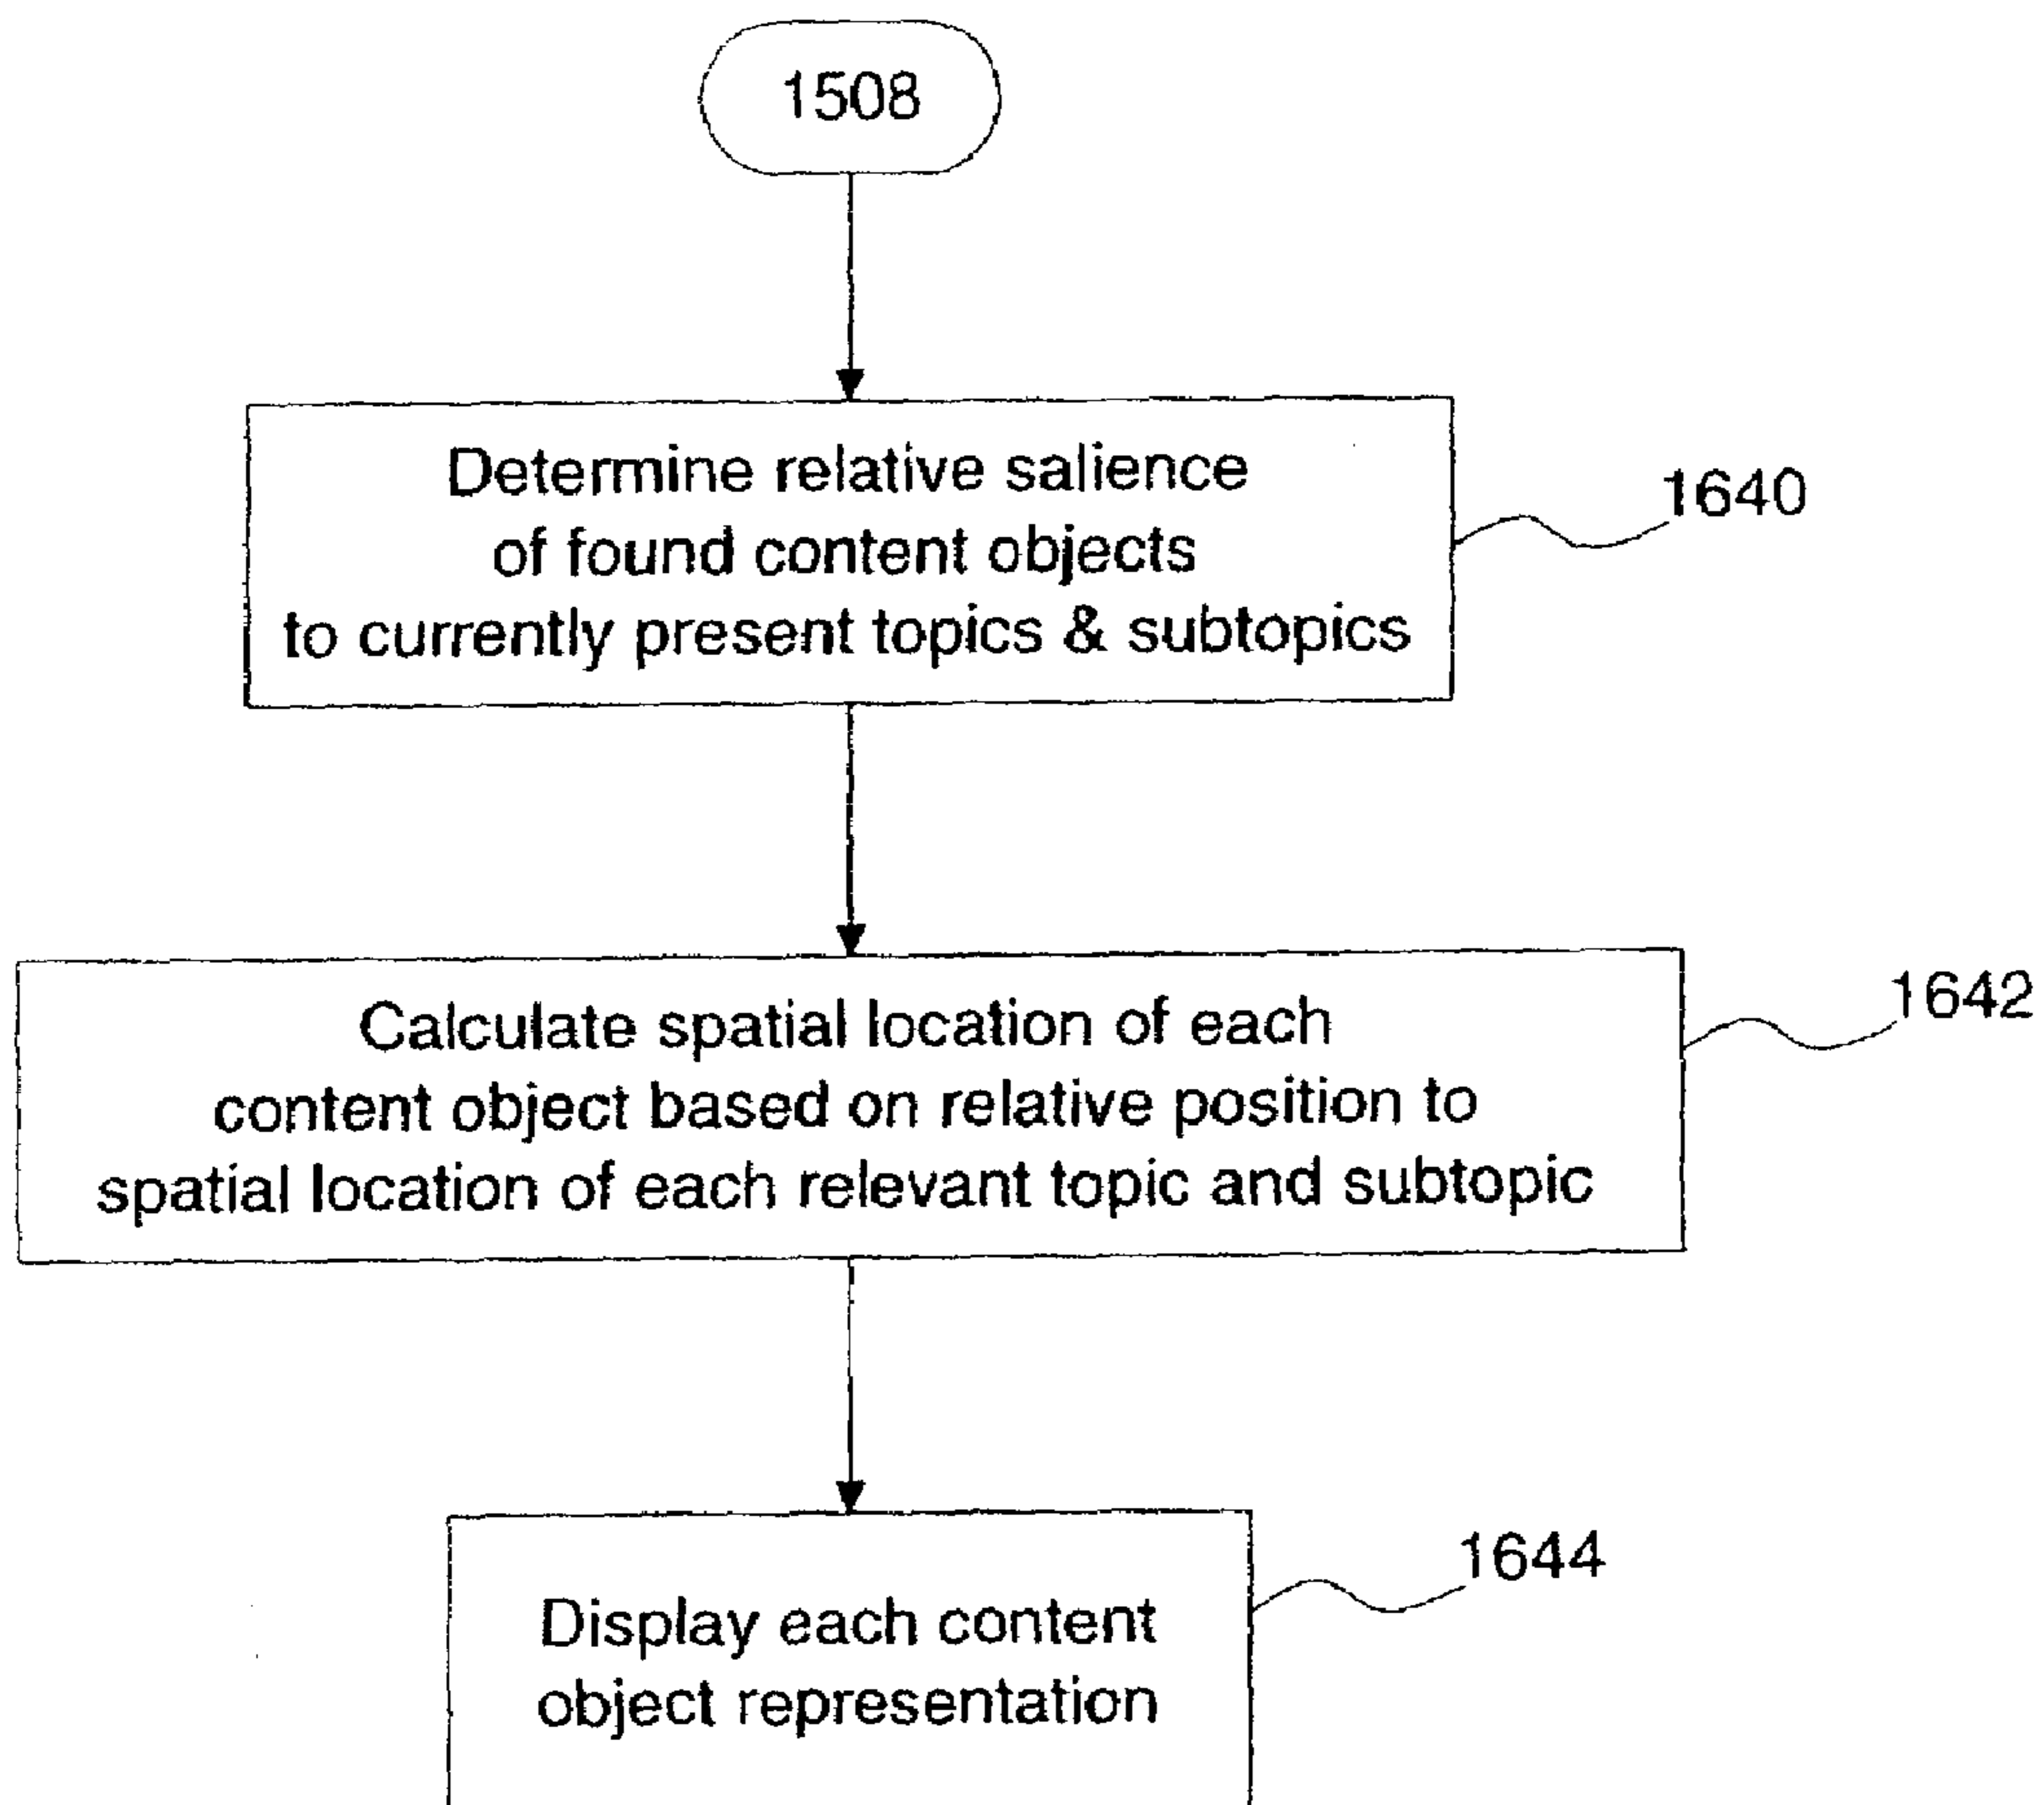 1508
Determine relative salience
of found content objects
to currently present topics & subtopics
1640
Calculate spatial location of each
content object based on relative position to
spatial location of each relevant topic and subtopic
1642
Display each content
object representation
1644